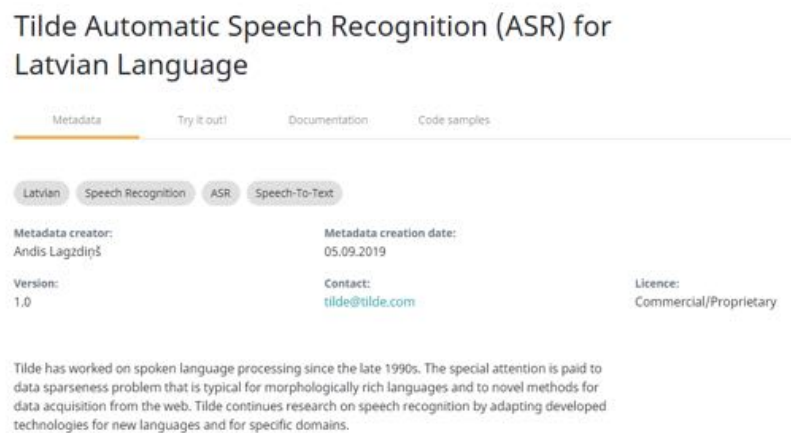 Tilde Automatic Speech Recognition (ASR) for
Latvian Language
Metadata Try it out! Documentation Code samples
Latvian Speech Recognition ASR Speech-To-Text
Metadata creator: Metadata creation date:
Andis Lagzdiņš 05.09.2019
Version: Contact: Licence:
1.0 tilde@tilde.com Commercial/Proprietary
Tilde has worked on spoken language processing since the late 1990s. The special attention is paid to
data sparseness problem that is typical for morphologically rich languages and to novel methods for
data acquisition from the web. Tilde continues research on speech recognition by adapting developed
technologies for new languages and for specific domains.